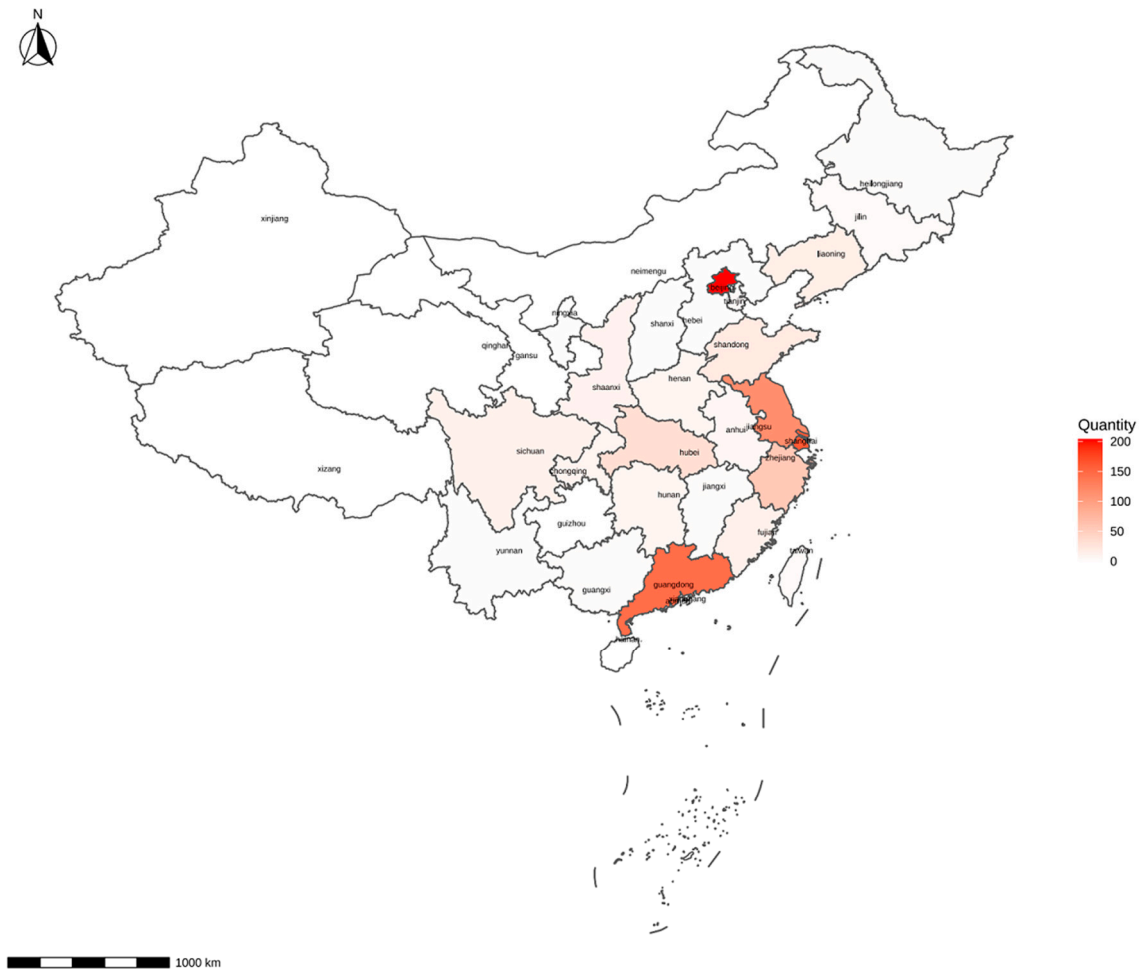 N
heilongjiang
jilin
xinjiang
liaoning
neimengu
beijing
tianjin
ningxia
shanxi
hebei
qinghai
gansu
shandong
henan
shaanxi
anhui
jiangsu
Quantity
shanghai
200
sichuan
hubei
zhejiang
150
xizang
chongqing
jiangxi
hunan
100
guizhou
fujian
50
yunnan
taiwan
0
guangxi
guangdong
hainan
1000 km